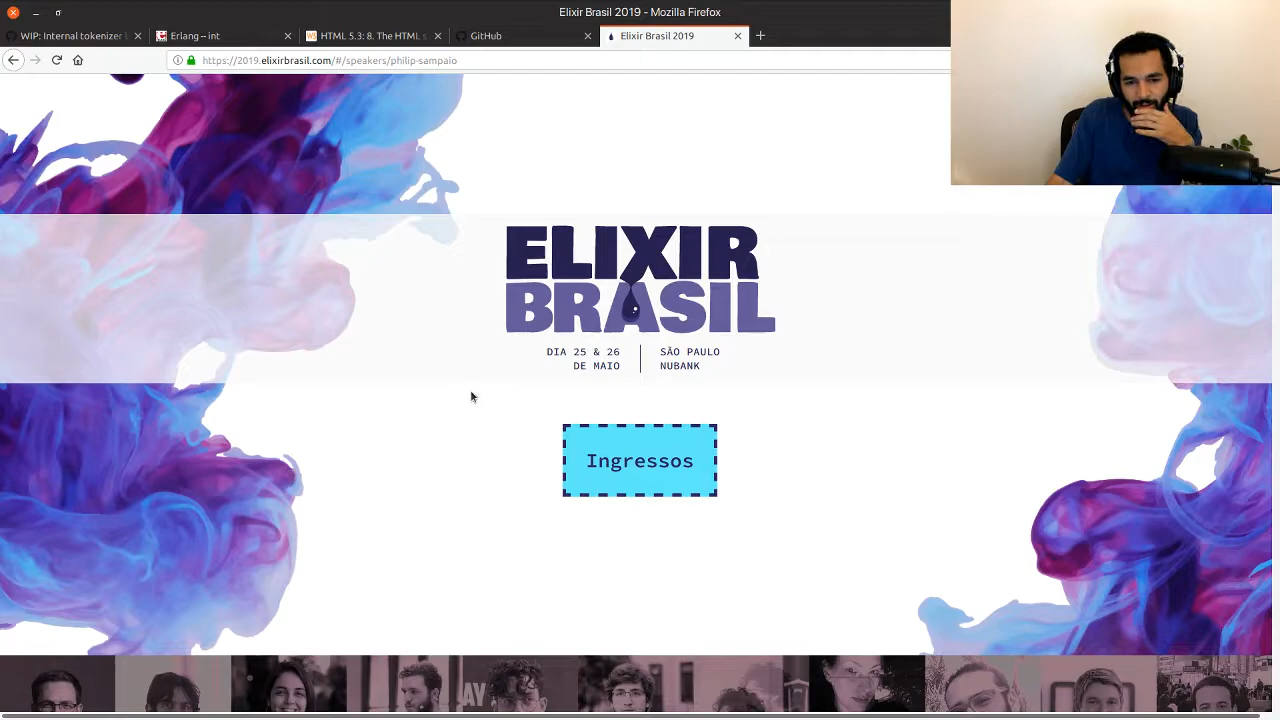 Elixir Brasil 2019 - Mozilla Firefox
WIP: Internal tokenizer
Erlang -- int
HTML 5.3: 8. The HTML s
GitHub
Elixir Brasil 2019
https://2019.elixirbrasil.com/#/speakers/philip-sampaio
ELIXIR
BRASIL
DIA 25 & 26
DE MAIO
SÃO PAULO
NUBANK
Ingressos
AY